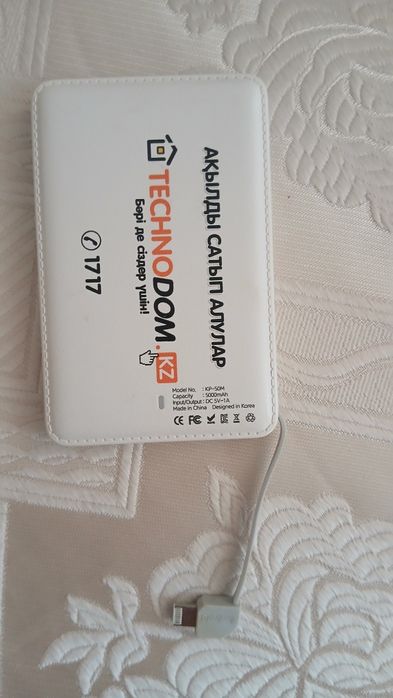 АҚЫЛДЫ САТЫП АЛУЛАР
TECHNODOM.KZ
Бәрі де сіздер үшін!
1717
Model No. : KP-50M
Capacity : 5000mAh
Input/Output : DC 5V-1A
Made in China Designed in Korea